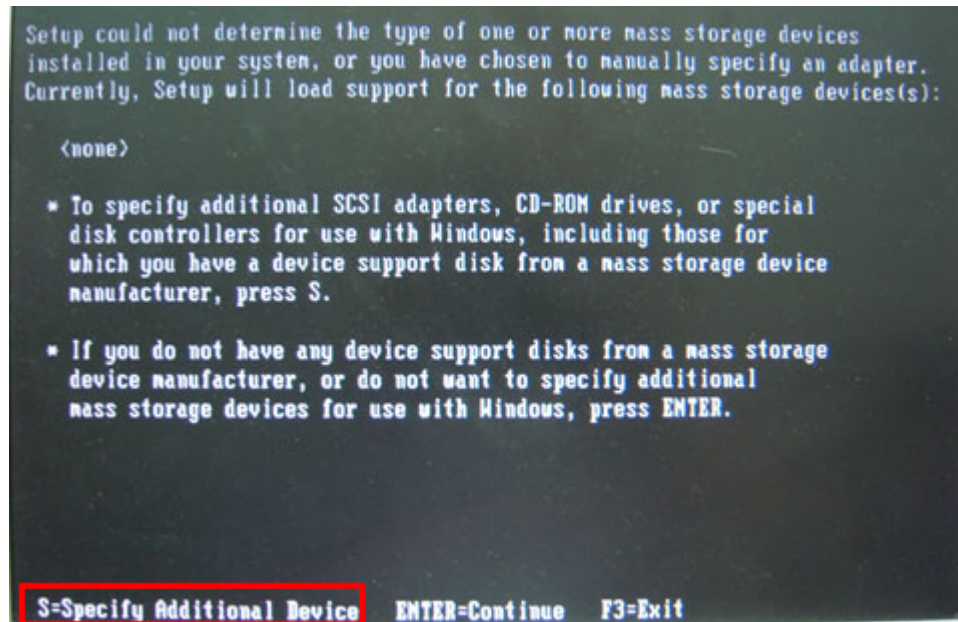 Setup could not determine the type of one or more mass storage devices
installed in your system, or you have chosen to manually specify an adapter.
Currently, Setup will load support for the following mass storage devices(s):
<none>
* To specify additional SCSI adapters, CD-ROM drives, or special
disk controllers for use with Windows, including those for
which you have a device support disk from a mass storage device
manufacturer, press S.
* If you do not have any device support disks from a mass storage
device manufacturer, or do not want to specify additional
mass storage devices for use with Windows, press ENTER.
S=Specify Additional Device ENTER=Continue F3=Exit